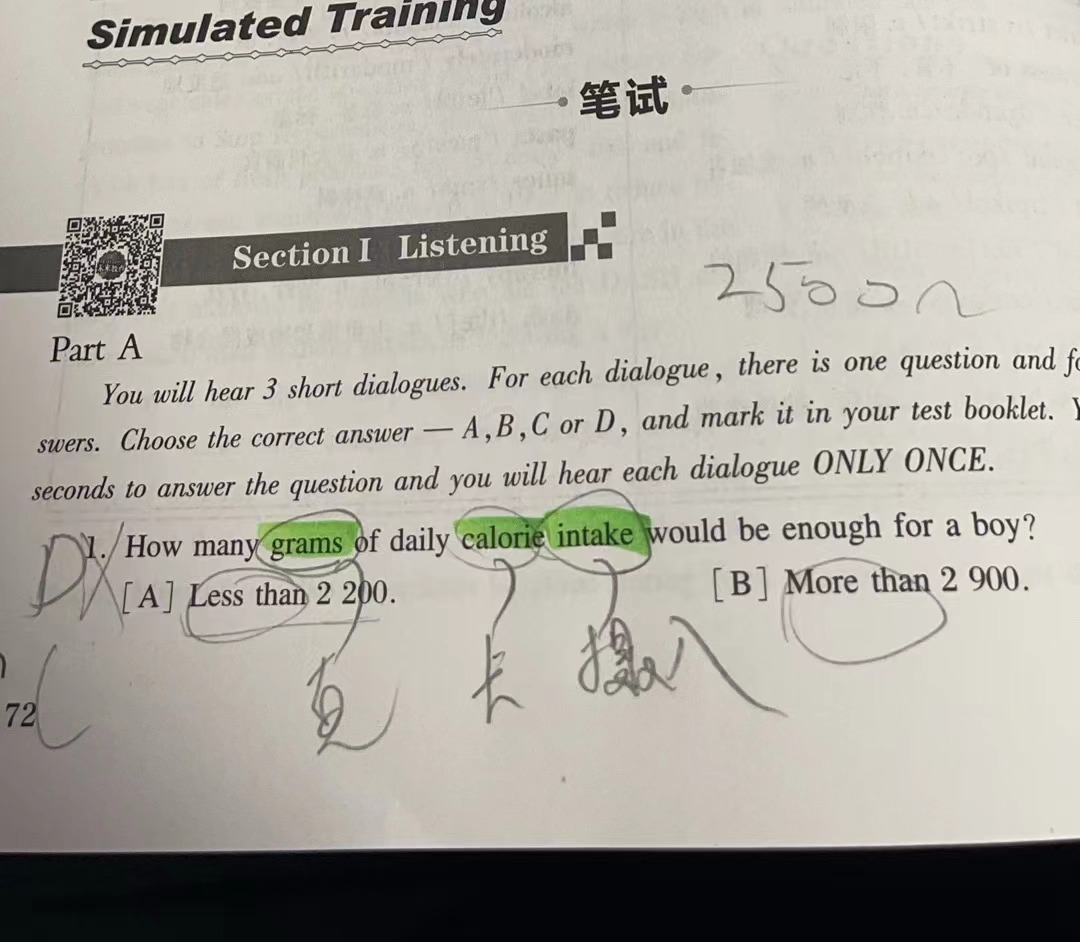 Simulated Training
笔试
Section I Listening
2500
Part A
You will hear 3 short dialogues. For each dialogue, there is one question and fo
swers. Choose the correct answer — A,B,C or D, and mark it in your test booklet. Y
seconds to answer the question and you will hear each dialogue ONLY ONCE.
D 1. How many grams of daily calorie intake would be enough for a boy?
[A] Less than 2 200. [B] More than 2 900.
克 卡 摄入
72